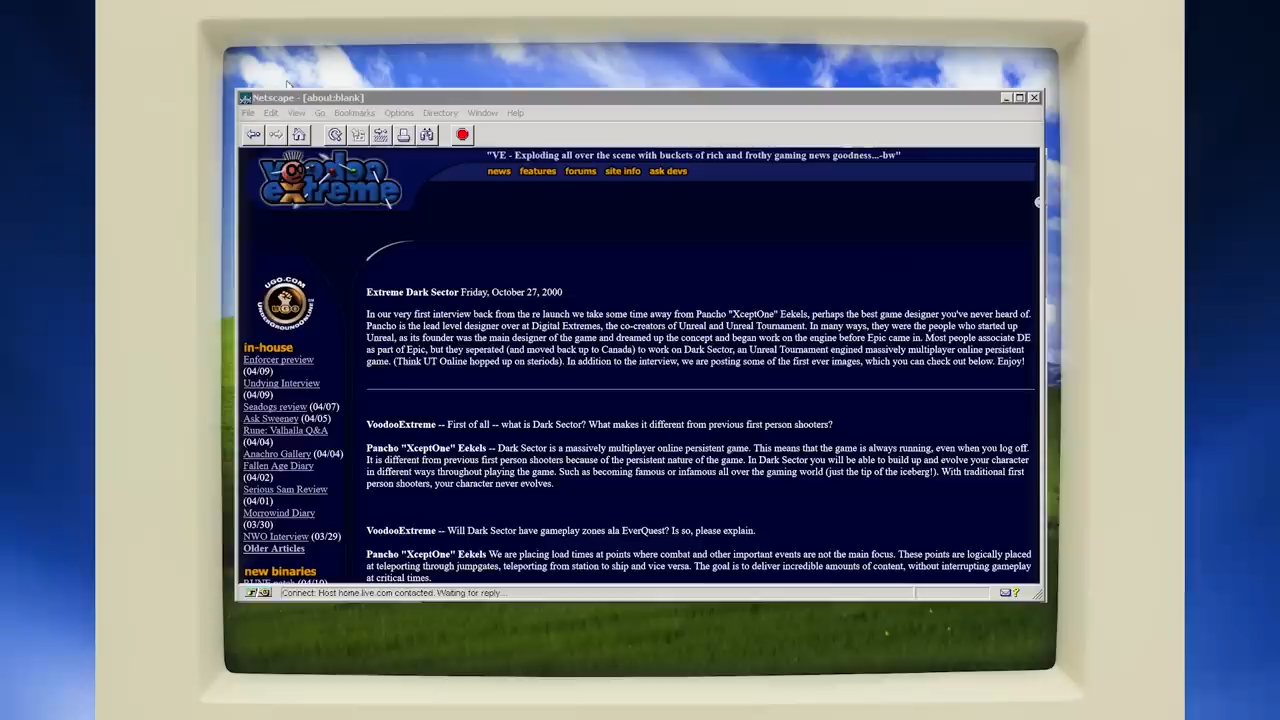 Netscape - [about:blank]
File Edit View Go Bookmarks Options Directory Window Help
voodoo extreme
"VE - Exploding all over the scene with buckets of rich and frothy gaming news goodness...-bw"
news features forums site info ask devs
UGO.COM
UGO
UNDERGROUNDONLINE
in-house
Enforcer preview
(04/09)
Undying Interview
(04/09)
Seadogs review (04/07)
Ask Sweeney (04/05)
Rune: Valhalla Q&A
(04/04)
Anachro Gallery (04/04)
Fallen Age Diary
(04/02)
Serious Sam Review
(04/01)
Morrowind Diary
(03/30)
NWO Interview (03/29)
Older Articles
new binaries
RUNE patch (04/10)
Extreme Dark Sector Friday, October 27, 2000
In our very first interview back from the re launch we take some time away from Pancho "XceptOne" Eekels, perhaps the best game designer you've never heard of.
Pancho is the lead level designer over at Digital Extremes, the co-creators of Unreal and Unreal Tournament. In many ways, they were the people who started up
Unreal, as its founder was the main designer of the game and dreamed up the concept and began work on the engine before Epic came in. Most people associate DE
as part of Epic, but they seperated (and moved back up to Canada) to work on Dark Sector, an Unreal Tournament engined massively multiplayer online persistent
game. (Think UT Online hopped up on steriods). In addition to the interview, we are posting some of the first ever images, which you can check out below. Enjoy!
VoodooExtreme -- First of all -- what is Dark Sector? What makes it different from previous first person shooters?
Pancho "XceptOne" Eekels -- Dark Sector is a massively multiplayer online persistent game. This means that the game is always running, even when you log off.
It is different from previous first person shooters because of the persistent nature of the game. In Dark Sector you will be able to build up and evolve your character
in different ways throughout playing the game. Such as becoming famous or infamous all over the gaming world (just the tip of the iceberg!). With traditional first
person shooters, your character never evolves.
VoodooExtreme -- Will Dark Sector have gameplay zones ala EverQuest? Is so, please explain.
Pancho "XceptOne" Eekels We are placing load times at points where combat and other important events are not the main focus. These points are logically placed
at teleporting through jumpgates, teleporting from station to ship and vice versa. The goal is to deliver incredible amounts of content, without interrupting gameplay
at critical times.
Connect: Host home.live.com contacted. Waiting for reply...